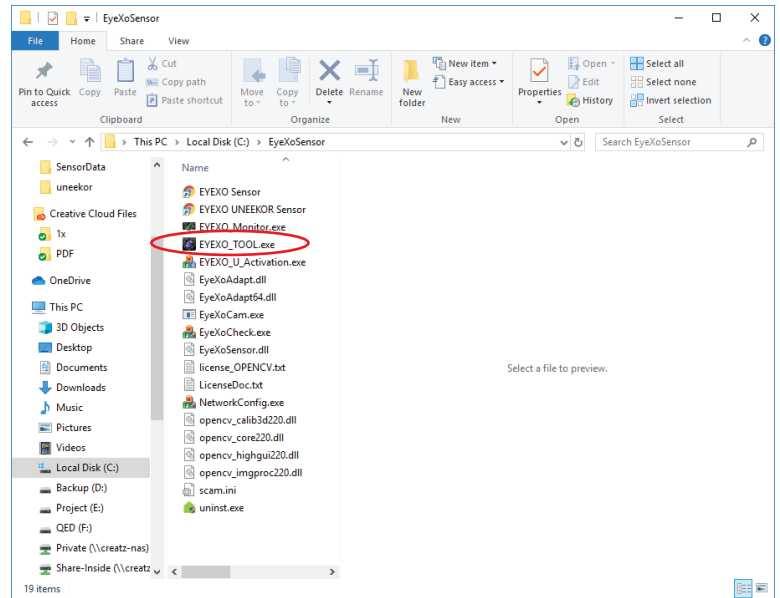 EyeXoSensor
File Home Share View
Pin to Quick access
Copy
Paste
Cut
Copy path
Paste shortcut
Clipboard
Move to
Copy to
Delete
Rename
Organize
New folder
New item
Easy access
New
Properties
Open
Edit
History
Open
Select all
Select none
Invert selection
Select
This PC > Local Disk (C:) > EyeXoSensor
Search EyeXoSensor
SensorData
uneekor
Creative Cloud Files
1x
PDF
OneDrive
This PC
3D Objects
Desktop
Documents
Downloads
Music
Pictures
Videos
Local Disk (C:)
Backup (D:)
Project (E:)
QED (F:)
Private (\\creatz-nas)
Share-Inside (\\creatz
Name
EYEXO Sensor
EYEXO UNEEKOR Sensor
EYEXO_Monitor.exe
EYEXO_TOOL.exe
EYEXO_U_Activation.exe
EyeXoAdapt.dll
EyeXoAdapt64.dll
EyeXoCam.exe
EyeXoCheck.exe
EyeXoSensor.dll
license_OPENCV.txt
LicenseDoc.txt
NetworkConfig.exe
opencv_calib3d220.dll
opencv_core220.dll
opencv_highgui220.dll
opencv_imgproc220.dll
scam.ini
uninst.exe
Select a file to preview.
19 items